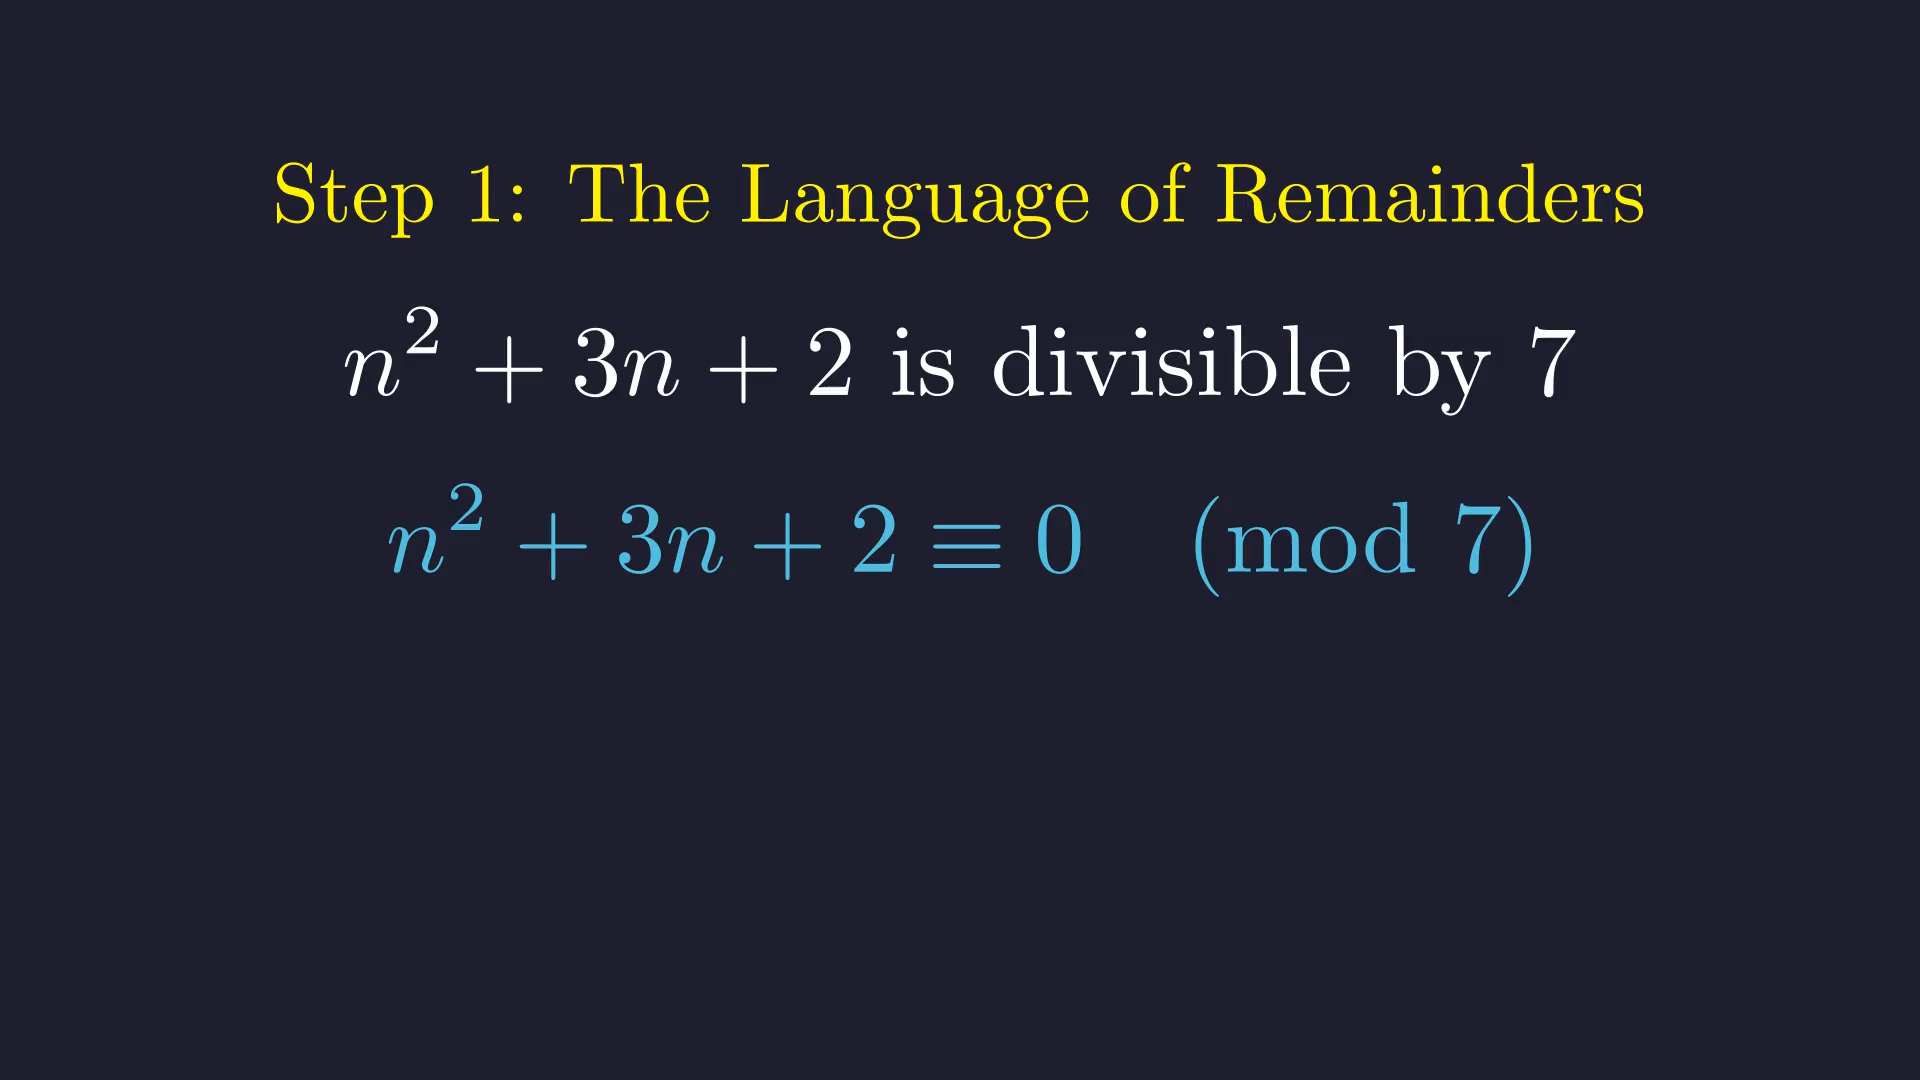 Step 1: The Language of Remainders
n² + 3n + 2 is divisible by 7
n² + 3n + 2 ≡ 0 (mod 7)